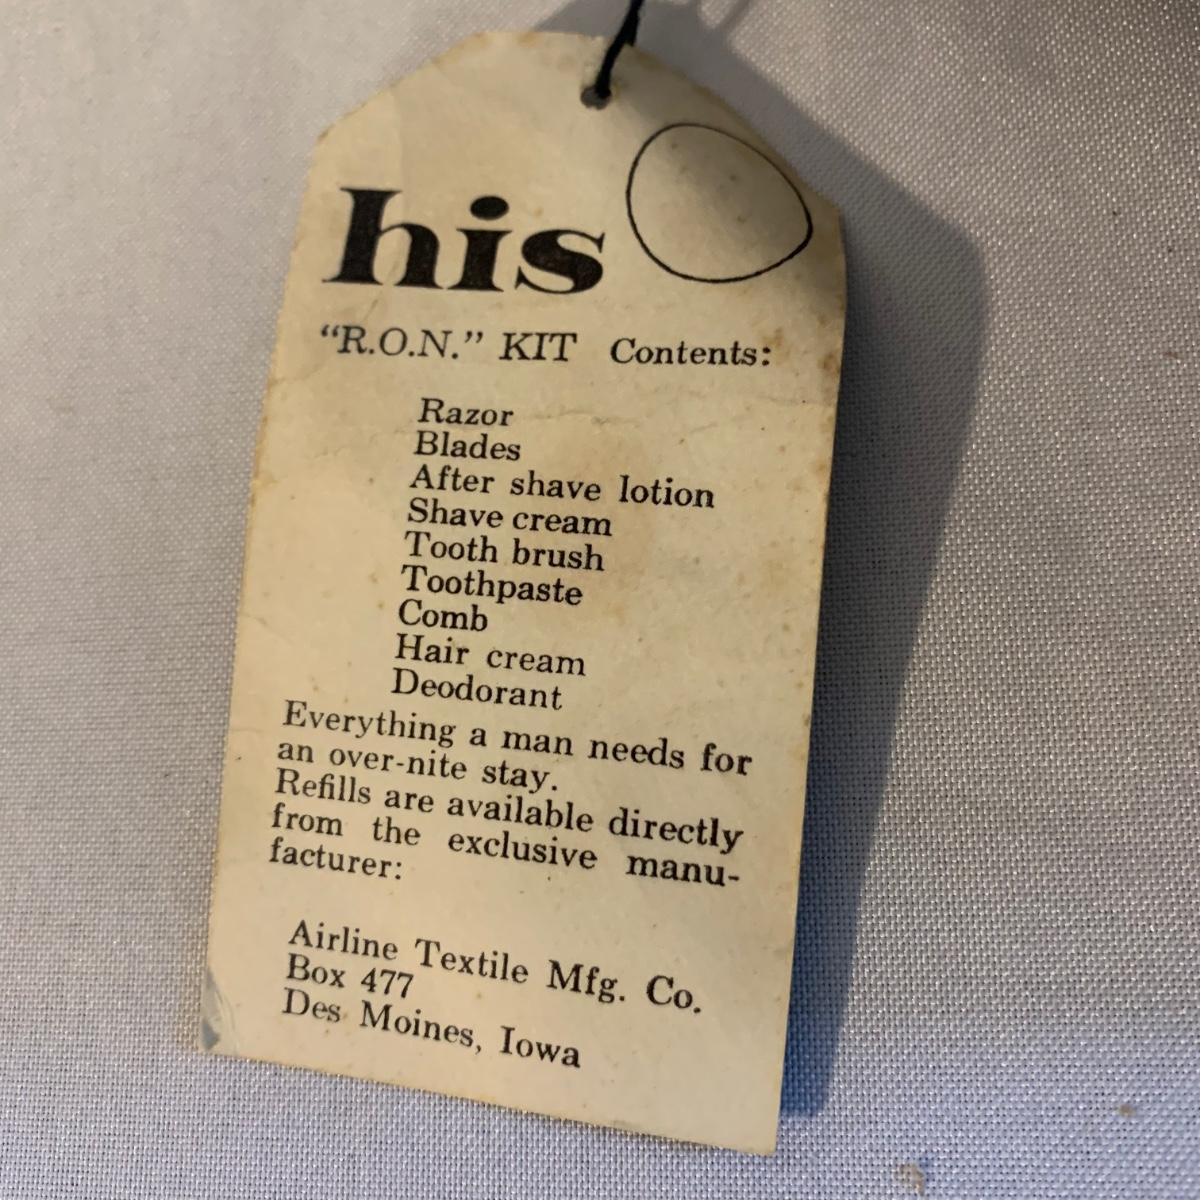 his
"R.O.N." KIT Contents:
Razor
Blades
After shave lotion
Shave cream
Tooth brush
Toothpaste
Comb
Hair cream
Deodorant
Everything a man needs for
an over-nite stay.
Refills are available directly
from the exclusive manu-
facturer:
Airline Textile Mfg. Co.
Box 477
Des Moines, Iowa